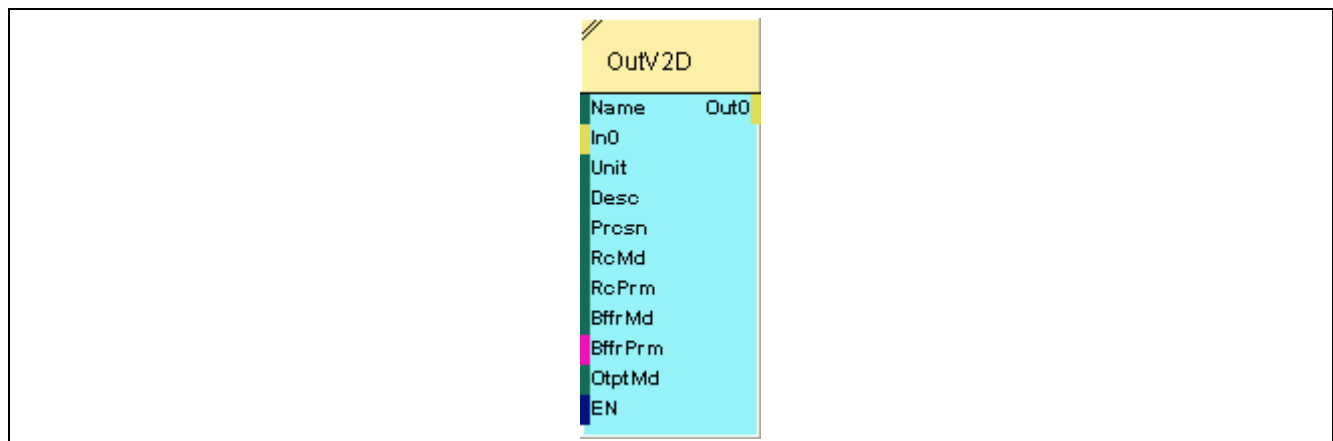 OutV2D
Name Out0
In0
Unit
Desc
Prcsn
RcMd
RcPrm
BffrMd
BffrPrm
OtptMd
EN